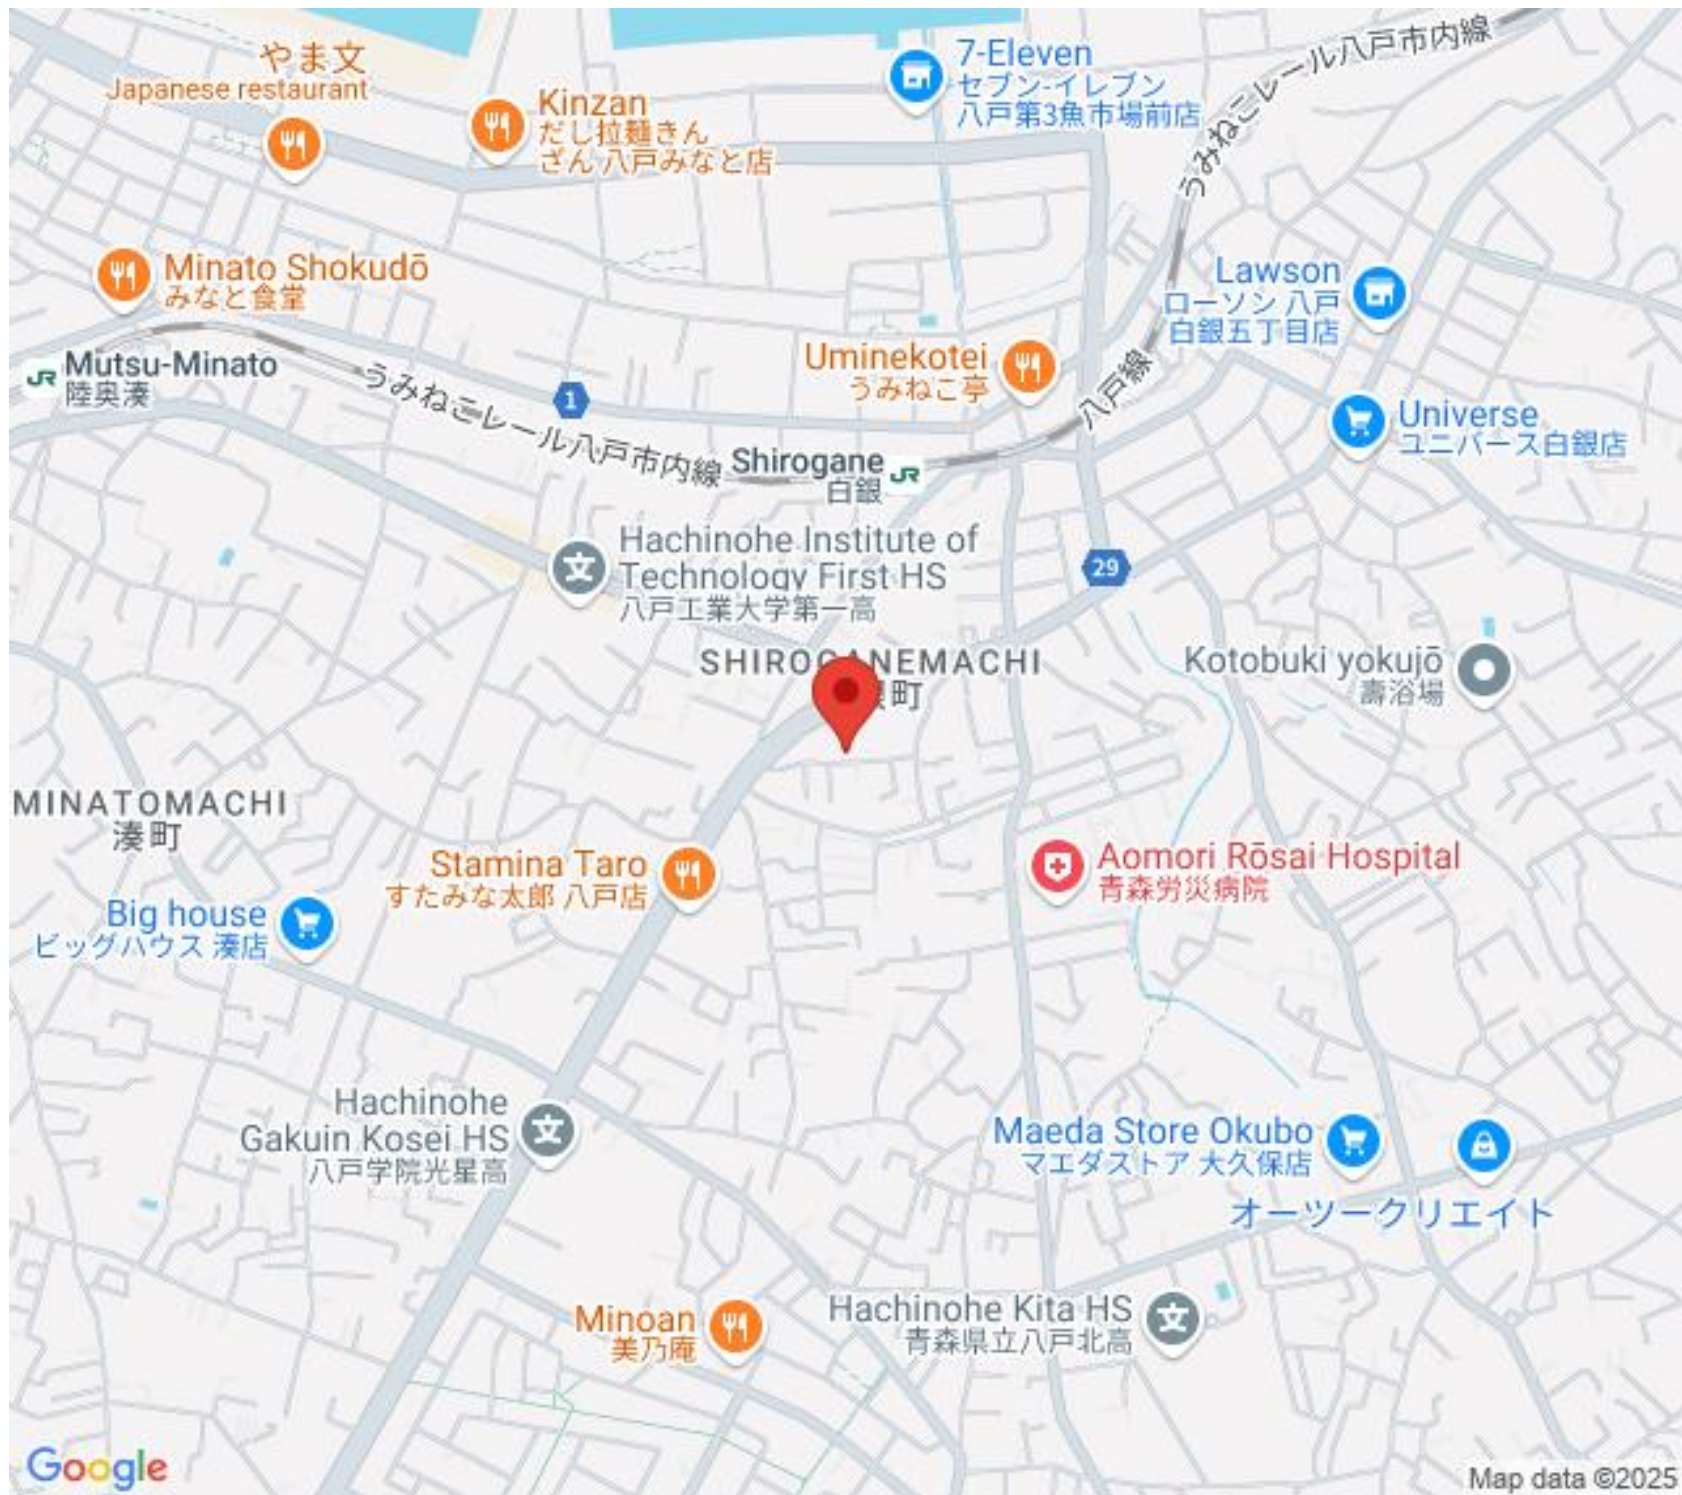 やま文
Japanese restaurant
Kinzan
だし拉麺きん
ざん 八戸みなと店
7-Eleven
セブン-イレブン
八戸第3魚市場前店
うみねこレール八戸市内線
Minato Shokudō
みなと食堂
Lawson
ローソン 八戸
白銀五丁目店
Mutsu-Minato
陸奥湊
Uminekotei
うみねこ亭
1
うみねこレール八戸市内線
八戸線
Universe
ユニバース白銀店
Shirogane
白銀
Hachinohe Institute of
Technology First HS
八戸工業大学第一高
29
SHIROGANEMACHI
町
Kotobuki yokujō
壽浴場
MINATOMACHI
湊町
Stamina Taro
すたみな太郎 八戸店
Aomori Rōsai Hospital
青森労災病院
Big house
ビッグハウス 湊店
Hachinohe
Gakuin Kosei HS
八戸学院光星高
Maeda Store Okubo
マエダストア 大久保店
オーツークリエイト
Minoan
美乃庵
Hachinohe Kita HS
青森県立八戸北高
Google
Map data ©2025